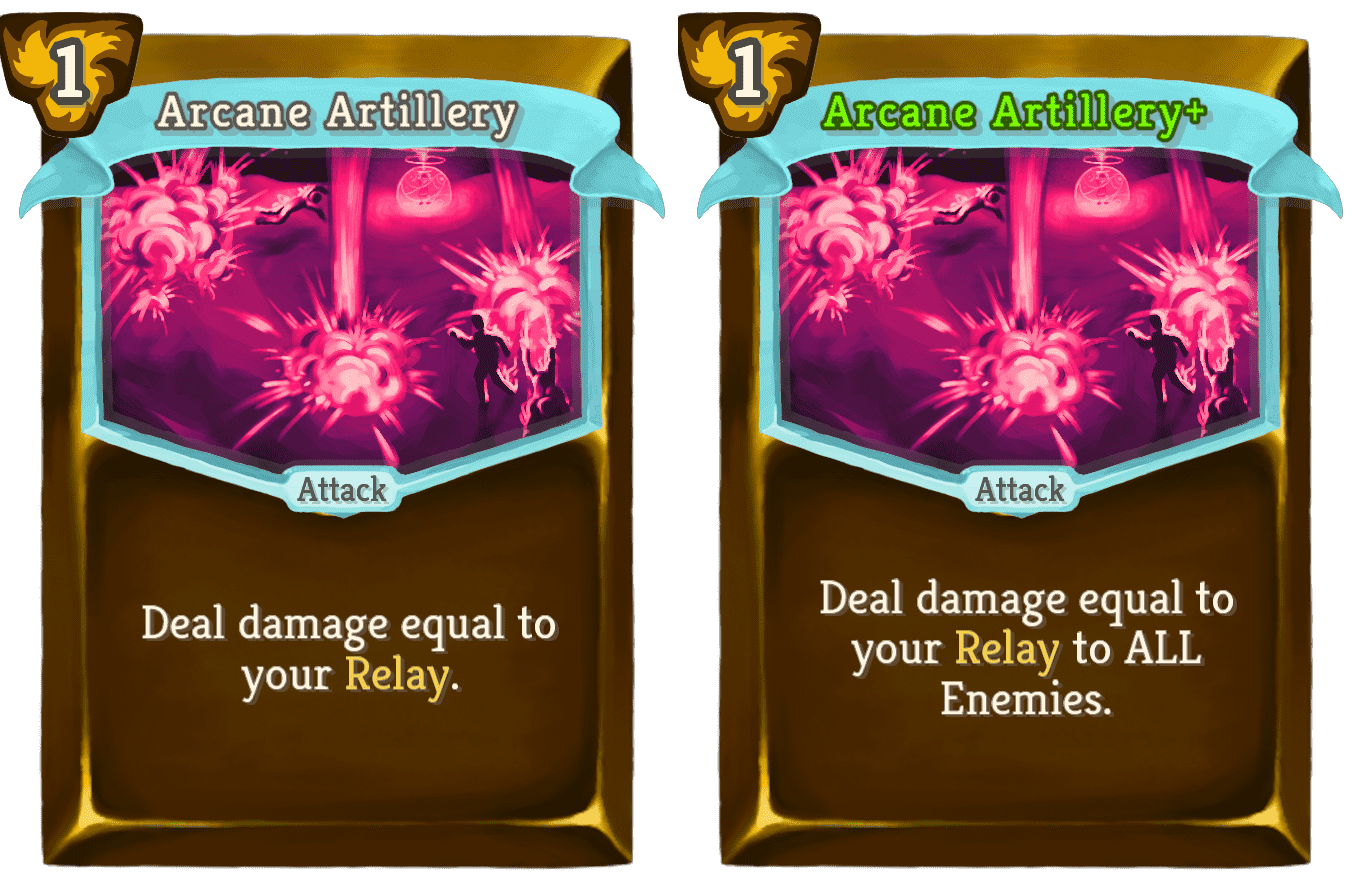 1
Arcane Artillery
Attack
Deal damage equal to
your Relay.
1
Arcane Artillery+
Attack
Deal damage equal to
your Relay to ALL
Enemies.